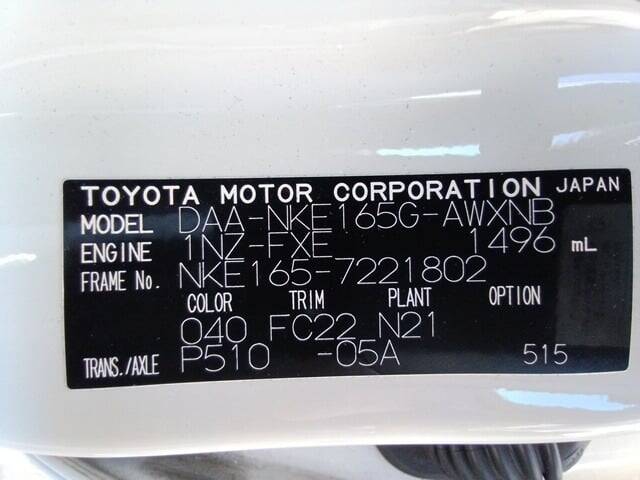 TOYOTA MOTOR CORPORATION JAPAN
MODEL DAA-NKE165G-AWXNB
ENGINE 1NZ-FXE 1496 mL
FRAME No. NKE165-7221802
COLOR TRIM PLANT OPTION
040 FC22 N21
TRANS./AXLE P510 -05A 515